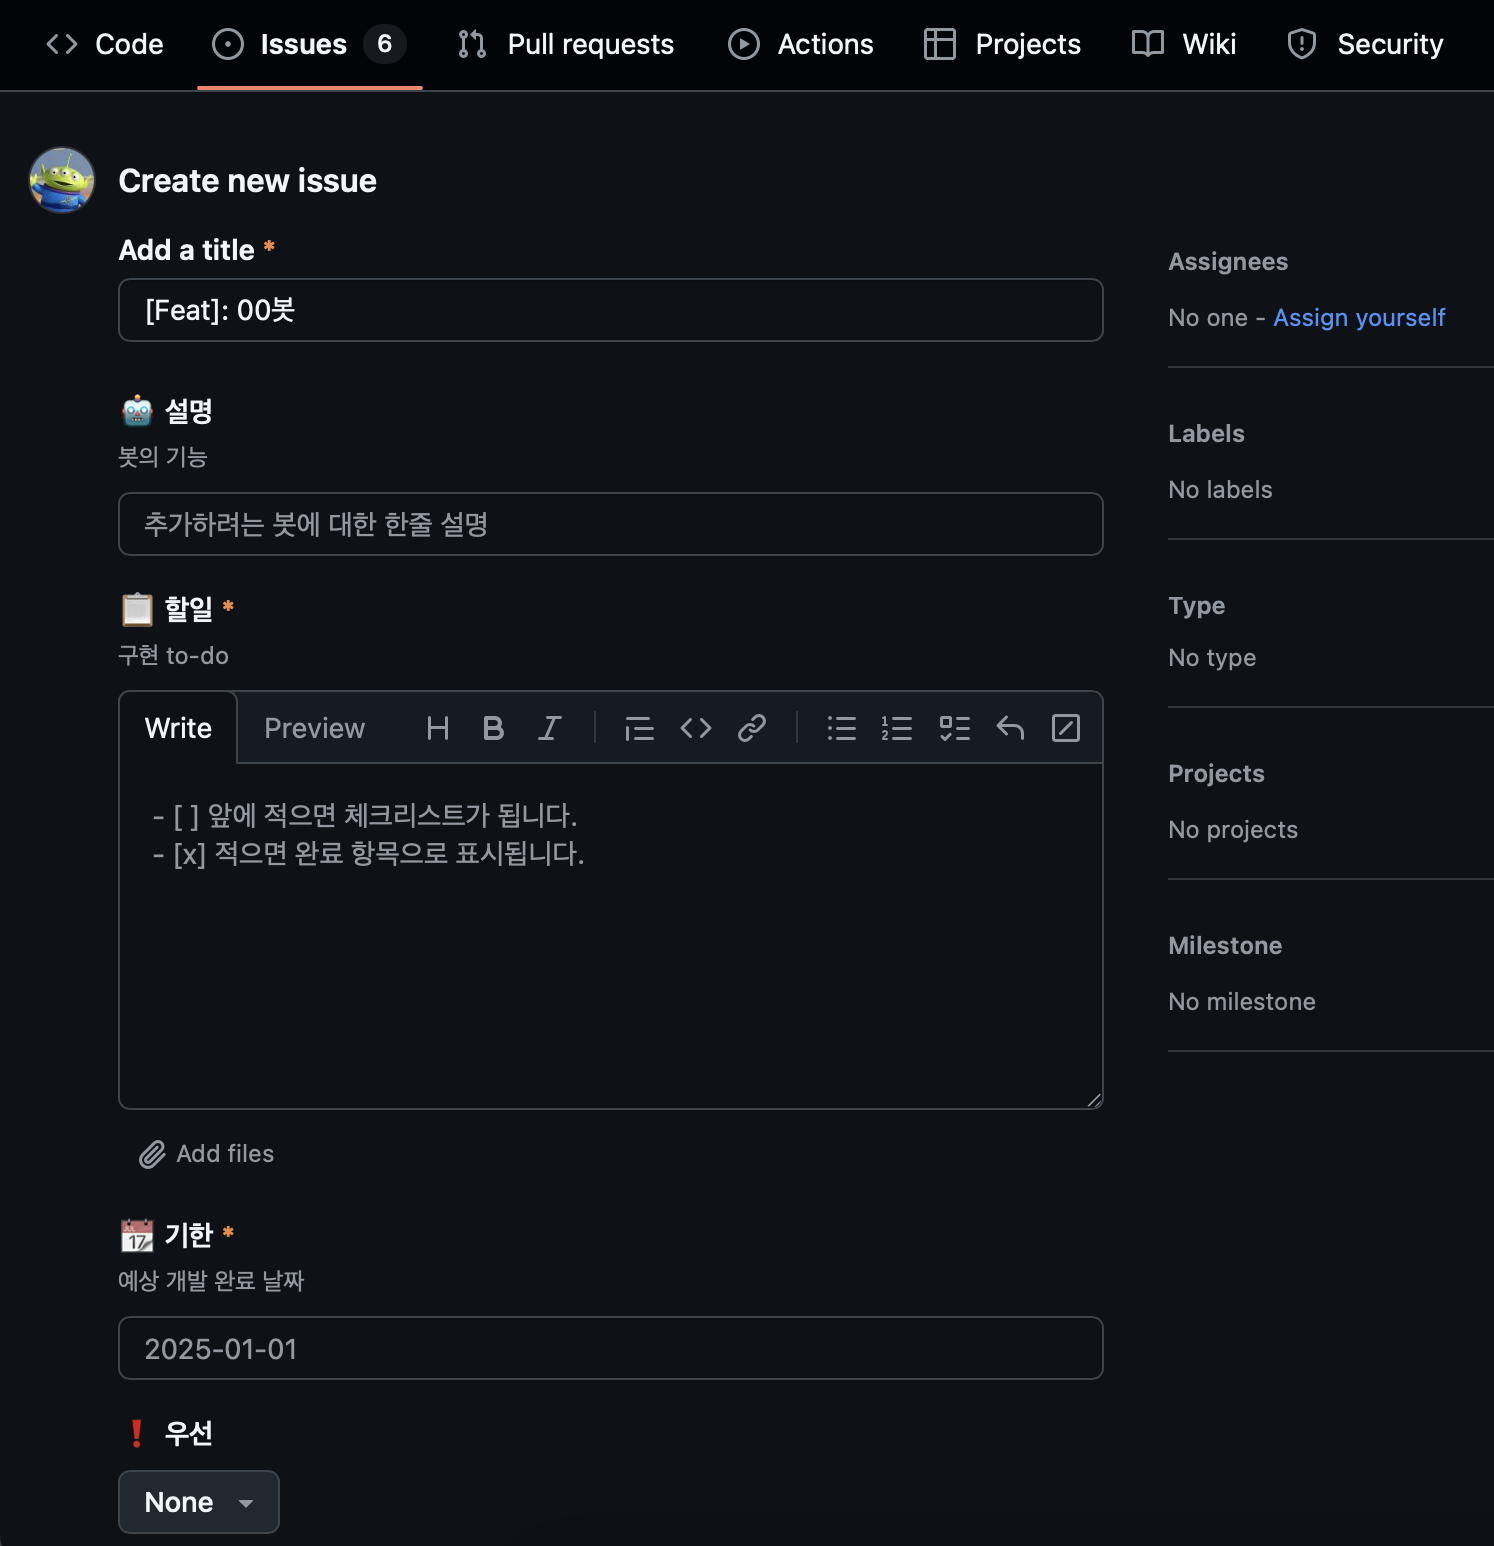 Code
Issues 6
Pull requests
Actions
Projects
Wiki
Security
Create new issue
Add a title *
[Feat]: 00봇
🤖 설명
봇의 기능
추가하려는 봇에 대한 한줄 설명
📋 할일 *
구현 to-do
Write
Preview
- [ ] 앞에 적으면 체크리스트가 됩니다.
- [x] 적으면 완료 항목으로 표시됩니다.
Add files
📆 기한 *
예상 개발 완료 날짜
2025-01-01
❗ 우선
None
Assignees
No one - Assign yourself
Labels
No labels
Type
No type
Projects
No projects
Milestone
No milestone